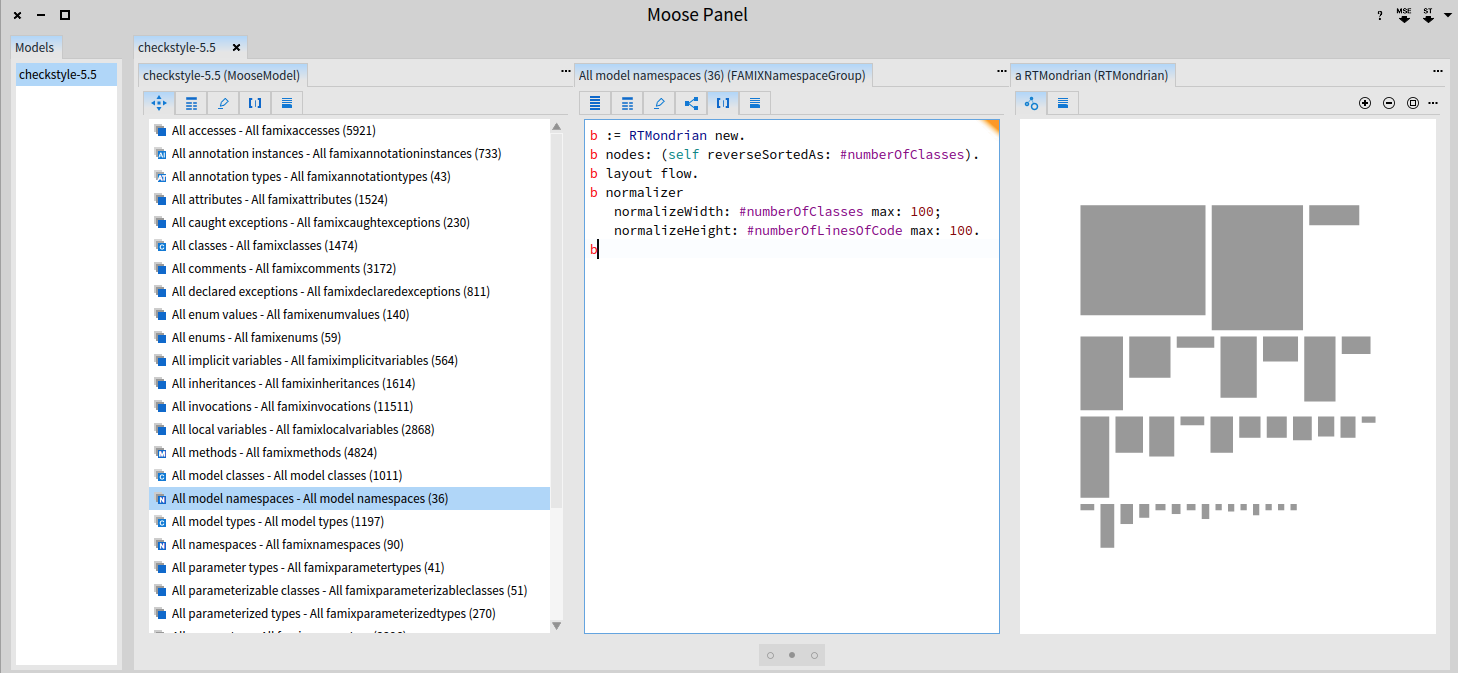 Moose Panel
? MSE ST
Models
checkstyle-5.5
checkstyle-5.5
checkstyle-5.5 (MooseModel)
All accesses - All famixaccesses (5921)
All annotation instances - All famixannotationinstances (733)
All annotation types - All famixannotationtypes (43)
All attributes - All famixattributes (1524)
All caught exceptions - All famixcaughtexceptions (230)
All classes - All famixclasses (1474)
All comments - All famixcomments (3172)
All declared exceptions - All famixdeclaredexceptions (811)
All enum values - All famixenumvalues (140)
All enums - All famixenums (59)
All implicit variables - All famiximplicitvariables (564)
All inheritances - All famixinheritances (1614)
All invocations - All famixinvocations (11511)
All local variables - All famixlocalvariables (2868)
All methods - All famixmethods (4824)
All model classes - All model classes (1011)
All model namespaces - All model namespaces (36)
All model types - All model types (1197)
All namespaces - All famixnamespaces (90)
All parameter types - All famixparametertypes (41)
All parameterizable classes - All famixparameterizableclasses (51)
All parameterized types - All famixparameterizedtypes (270)
All model namespaces (36) (FAMIXNamespaceGroup)
b := RTMondrian new.
b nodes: (self reverseSortedAs: #numberOfClasses).
b layout flow.
b normalizer
normalizeWidth: #numberOfClasses max: 100;
normalizeHeight: #numberOfLinesOfCode max: 100.
b
a RTMondrian (RTMondrian)